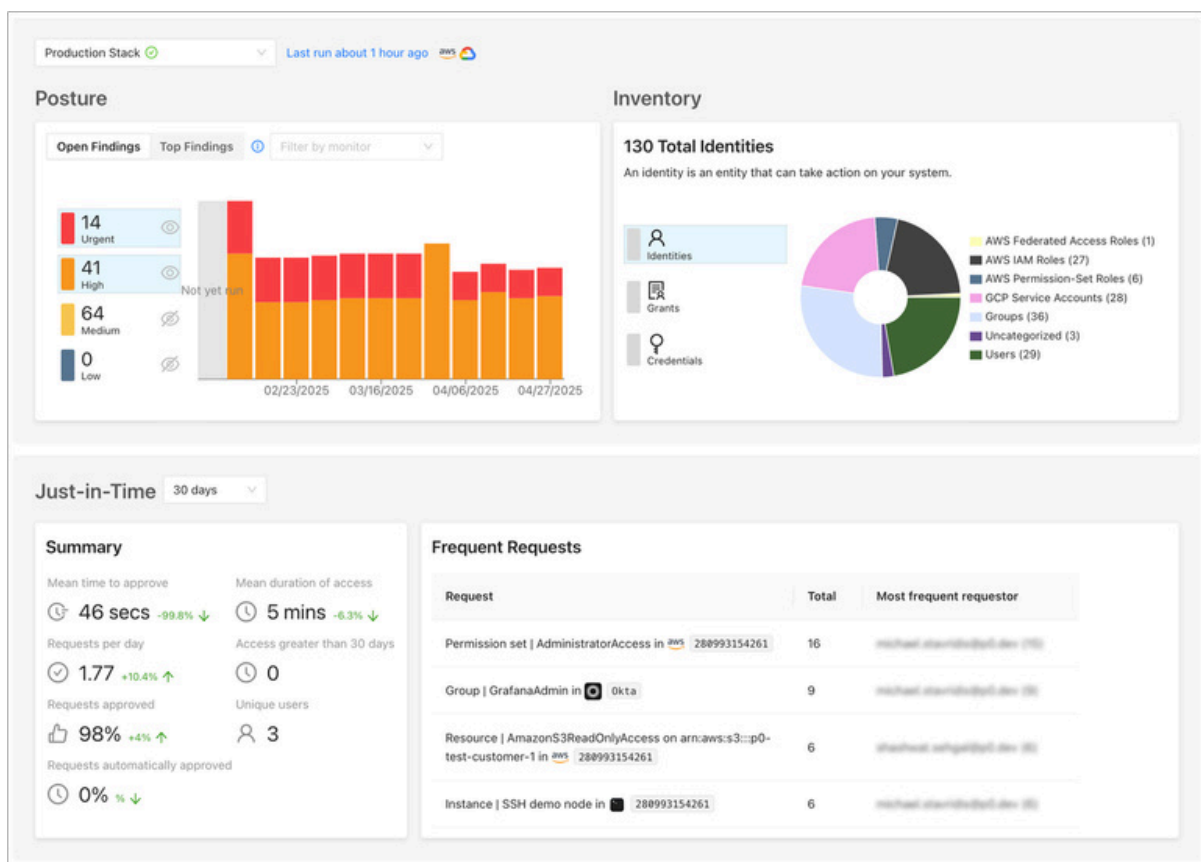 Production Stack
Last run about 1 hour ago
aws
Posture
Open Findings
Top Findings
Filter by monitor
14
Urgent
41
High
64
Medium
0
Low
Not yet run
02/23/2025
03/16/2025
04/06/2025
04/27/2025
Inventory
130 Total Identities
An identity is an entity that can take action on your system.
Identities
Grants
Credentials
AWS Federated Access Roles (1)
AWS IAM Roles (27)
AWS Permission-Set Roles (6)
GCP Service Accounts (28)
Groups (36)
Uncategorized (3)
Users (29)
Just-in-Time
30 days
Summary
Mean time to approve
46 secs -99.8%
Mean duration of access
5 mins -6.3%
Requests per day
1.77 +10.4%
Access greater than 30 days
0
Requests approved
98% +4%
Unique users
3
Requests automatically approved
0% %
Frequent Requests
Request
Total
Most frequent requestor
Permission set | AdministratorAccess in aws 280993154261
16
Group | GrafanaAdmin in Okta
9
Resource | AmazonS3ReadOnlyAccess on arn:aws:s3:::p0-
test-customer-1 in aws 280993154261
6
Instance | SSH demo node in 280993154261
6